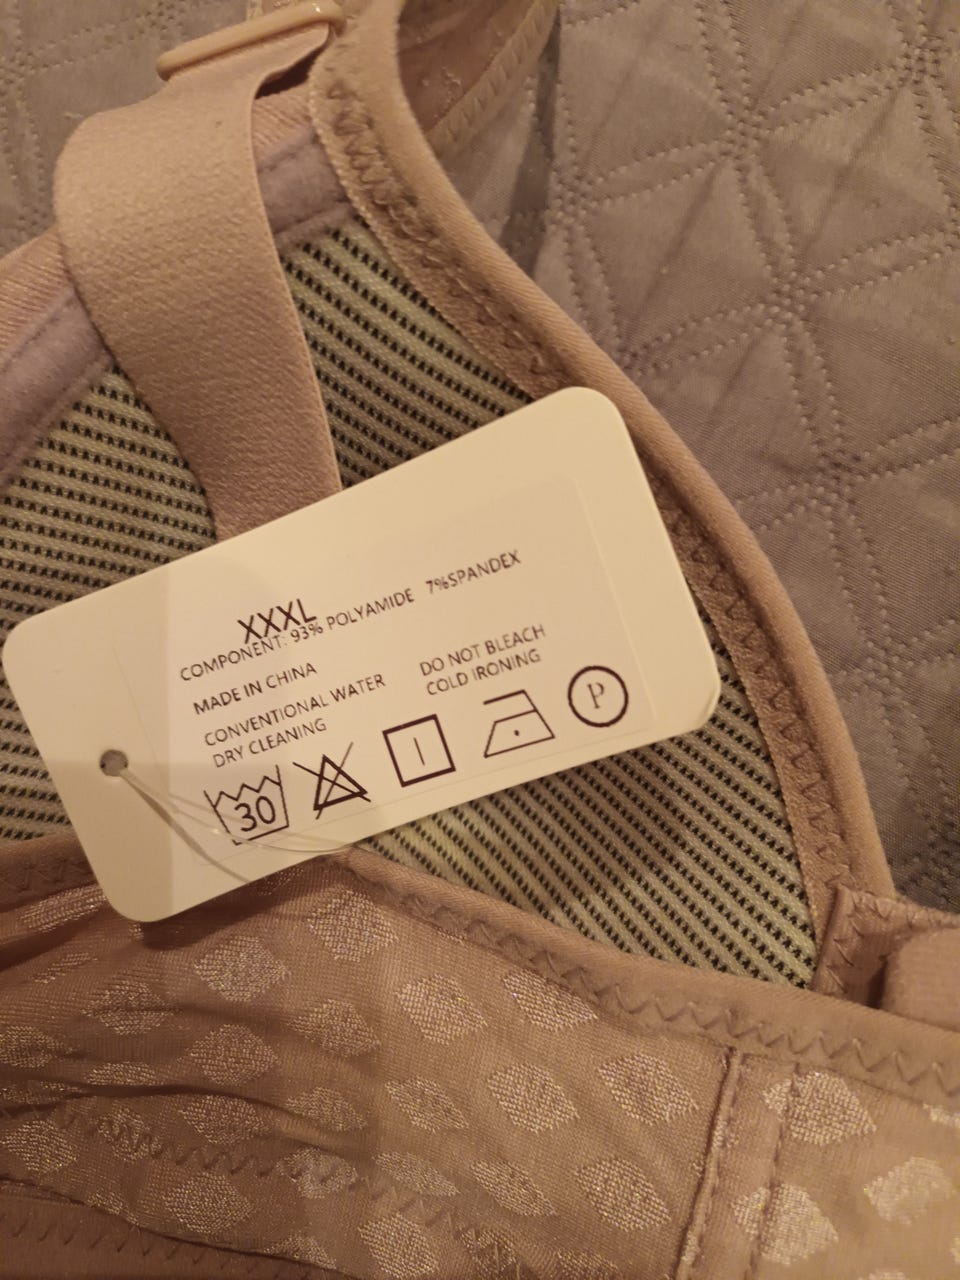 XXXL
COMPONENT: 93% POLYAMIDE 7%SPANDEX
MADE IN CHINA
CONVENTIONAL WATER
DRY CLEANING
DO NOT BLEACH
COLD IRONING
30
P